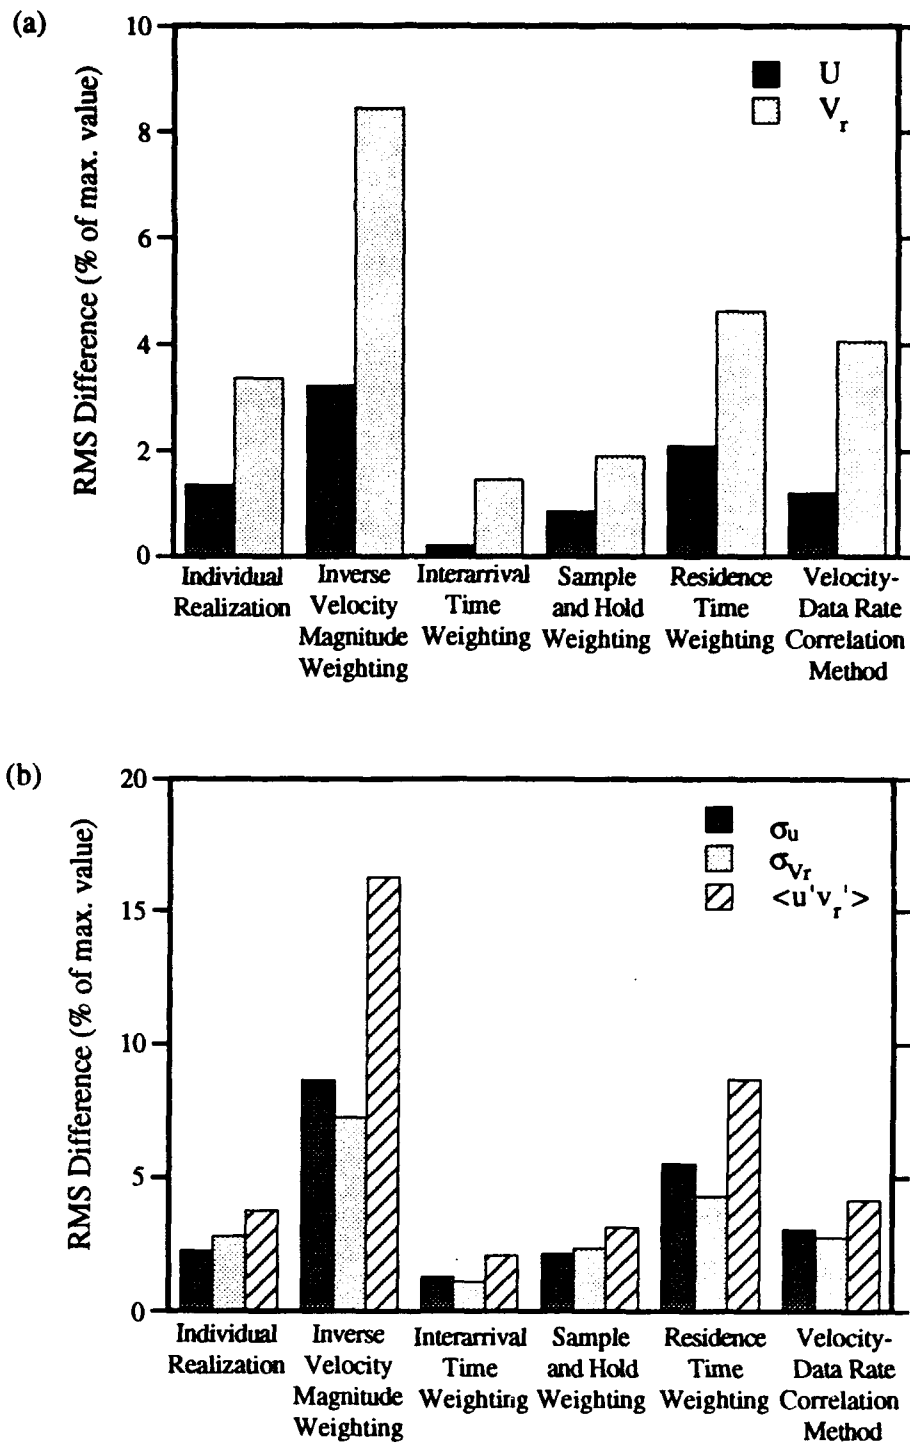 (a)
RMS Difference (% of max. value)
10
8
6
4
2
0
U
V_r
Individual
Realization
Inverse
Velocity
Magnitude
Weighting
Interarrival
Time
Weighting
Sample
and Hold
Weighting
Residence
Time
Weighting
Velocity-
Data Rate
Correlation
Method
(b)
RMS Difference (% of max. value)
20
15
10
5
0
σu
σVr
<u'v_r'>
Individual
Realization
Inverse
Velocity
Magnitude
Weighting
Interarrival
Time
Weighting
Sample
and Hold
Weighting
Residence
Time
Weighting
Velocity-
Data Rate
Correlation
Method